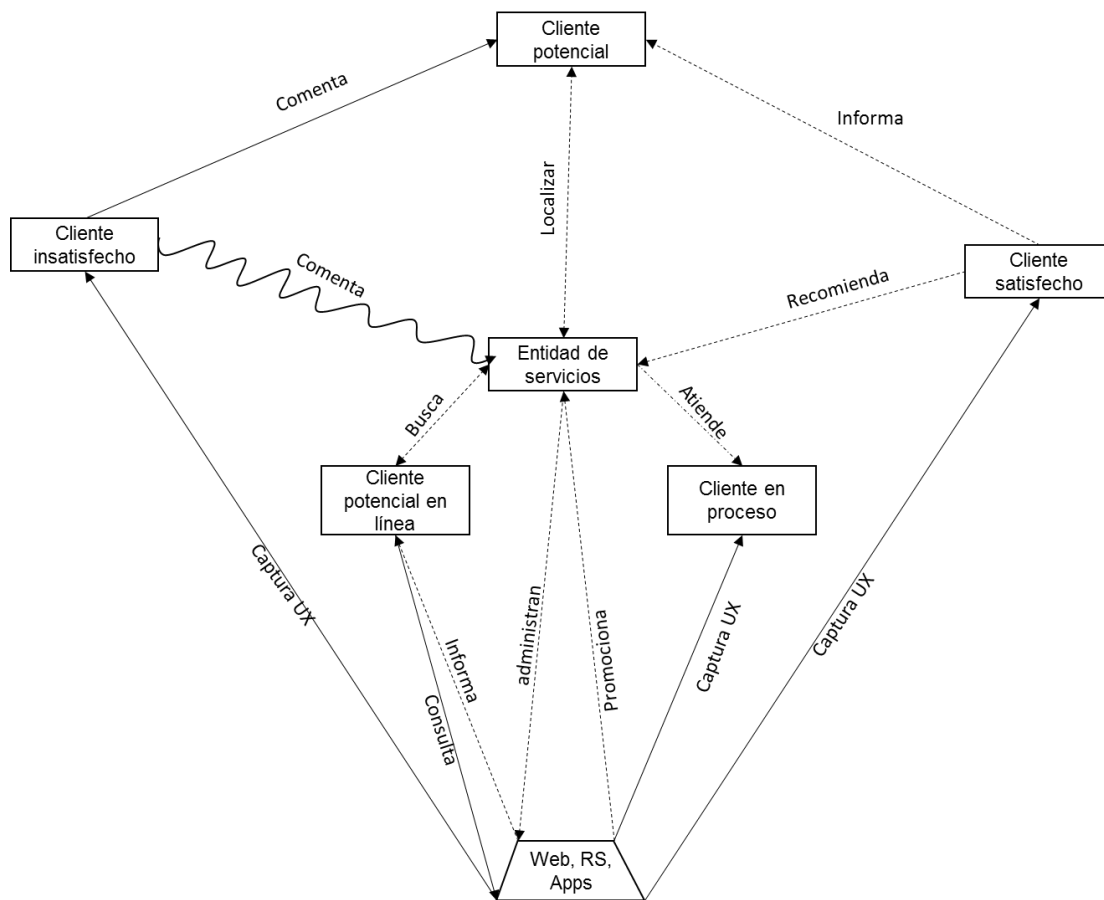 Cliente
potencial
Comenta
Informa
Localizar
Cliente
insatisfecho
Comenta
Cliente
satisfecho
Recomienda
Entidad de
servicios
Busca
Atiende
Cliente
potencial en
línea
Cliente en
proceso
Captura UX
Informa
Consulta
administran
Promociona
Captura UX
Captura UX
Web, RS,
Apps